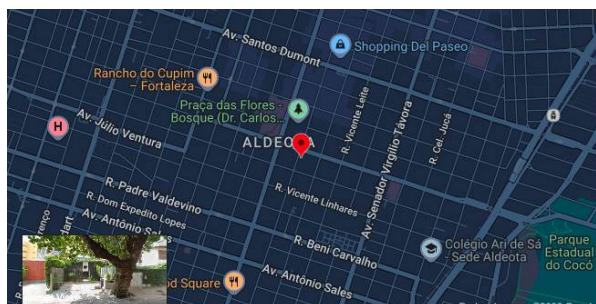 Av. Santos Dumont
Shopping Del Paseo
Rancho do Cupim
– Fortaleza
Praça das Flores -
Bosque (Dr. Carlos...
R. Vicente Leite
Av. Senador Virgílio Távora
R. Cel. Jucá
H
Av. Júlio Ventura
ALDEOTA
R. Padre Valdevino
R. Dom Expedito Lopes
Av. Antônio Sales
R. Vicente Linhares
R. Beni Carvalho
Colégio Ari de Sá
Sede Aldeota
Parque
Estadual
do Cocó
Square
Av. Antônio Sales